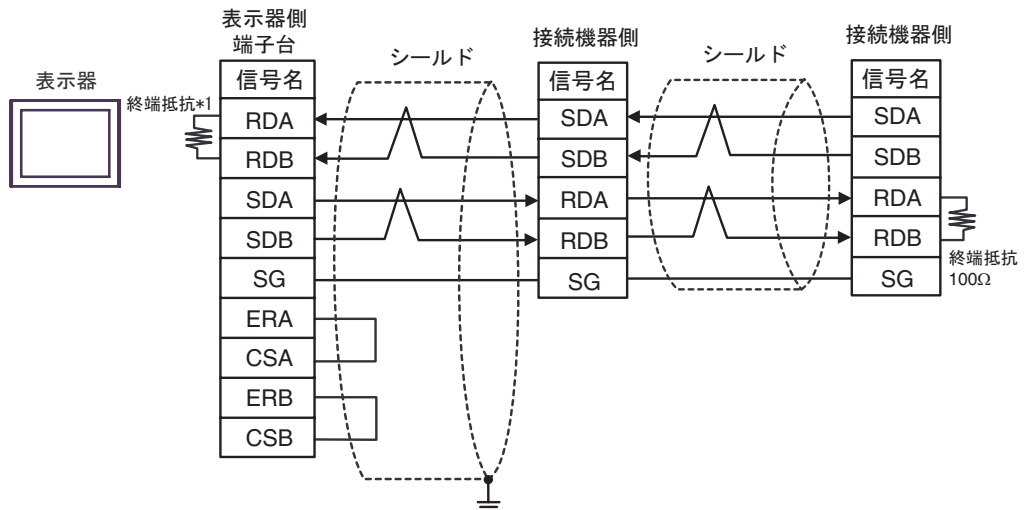 表示器
終端抵抗*1
表示器側
端子台
信号名
RDA
RDB
SDA
SDB
SG
ERA
CSA
ERB
CSB
シールド
接続機器側
信号名
SDA
SDB
RDA
RDB
SG
シールド
接続機器側
信号名
SDA
SDB
RDA
RDB
SG
終端抵抗
100Ω